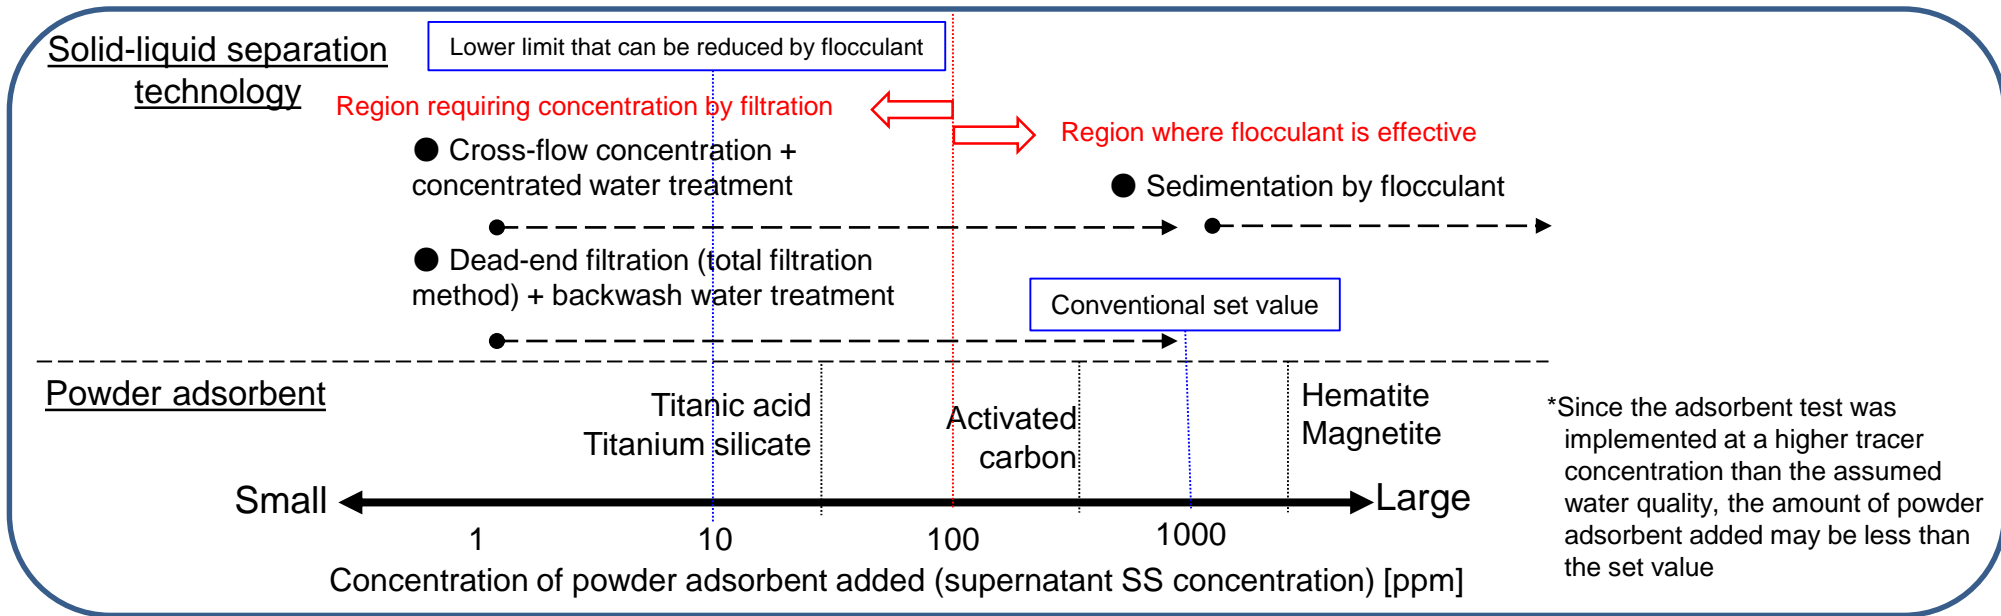 Solid-liquid separation
technology
Lower limit that can be reduced by flocculant
Region requiring concentration by filtration
Region where flocculant is effective
● Cross-flow concentration +
concentrated water treatment
● Sedimentation by flocculant
● Dead-end filtration (total filtration
method) + backwash water treatment
Conventional set value
Powder adsorbent
Titanic acid
Titanium silicate
Activated
carbon
Hematite
Magnetite
*Since the adsorbent test was
implemented at a higher tracer
concentration than the assumed
water quality, the amount of powder
adsorbent added may be less than
the set value
Small
Large
1
10
100
1000
Concentration of powder adsorbent added (supernatant SS concentration) [ppm]